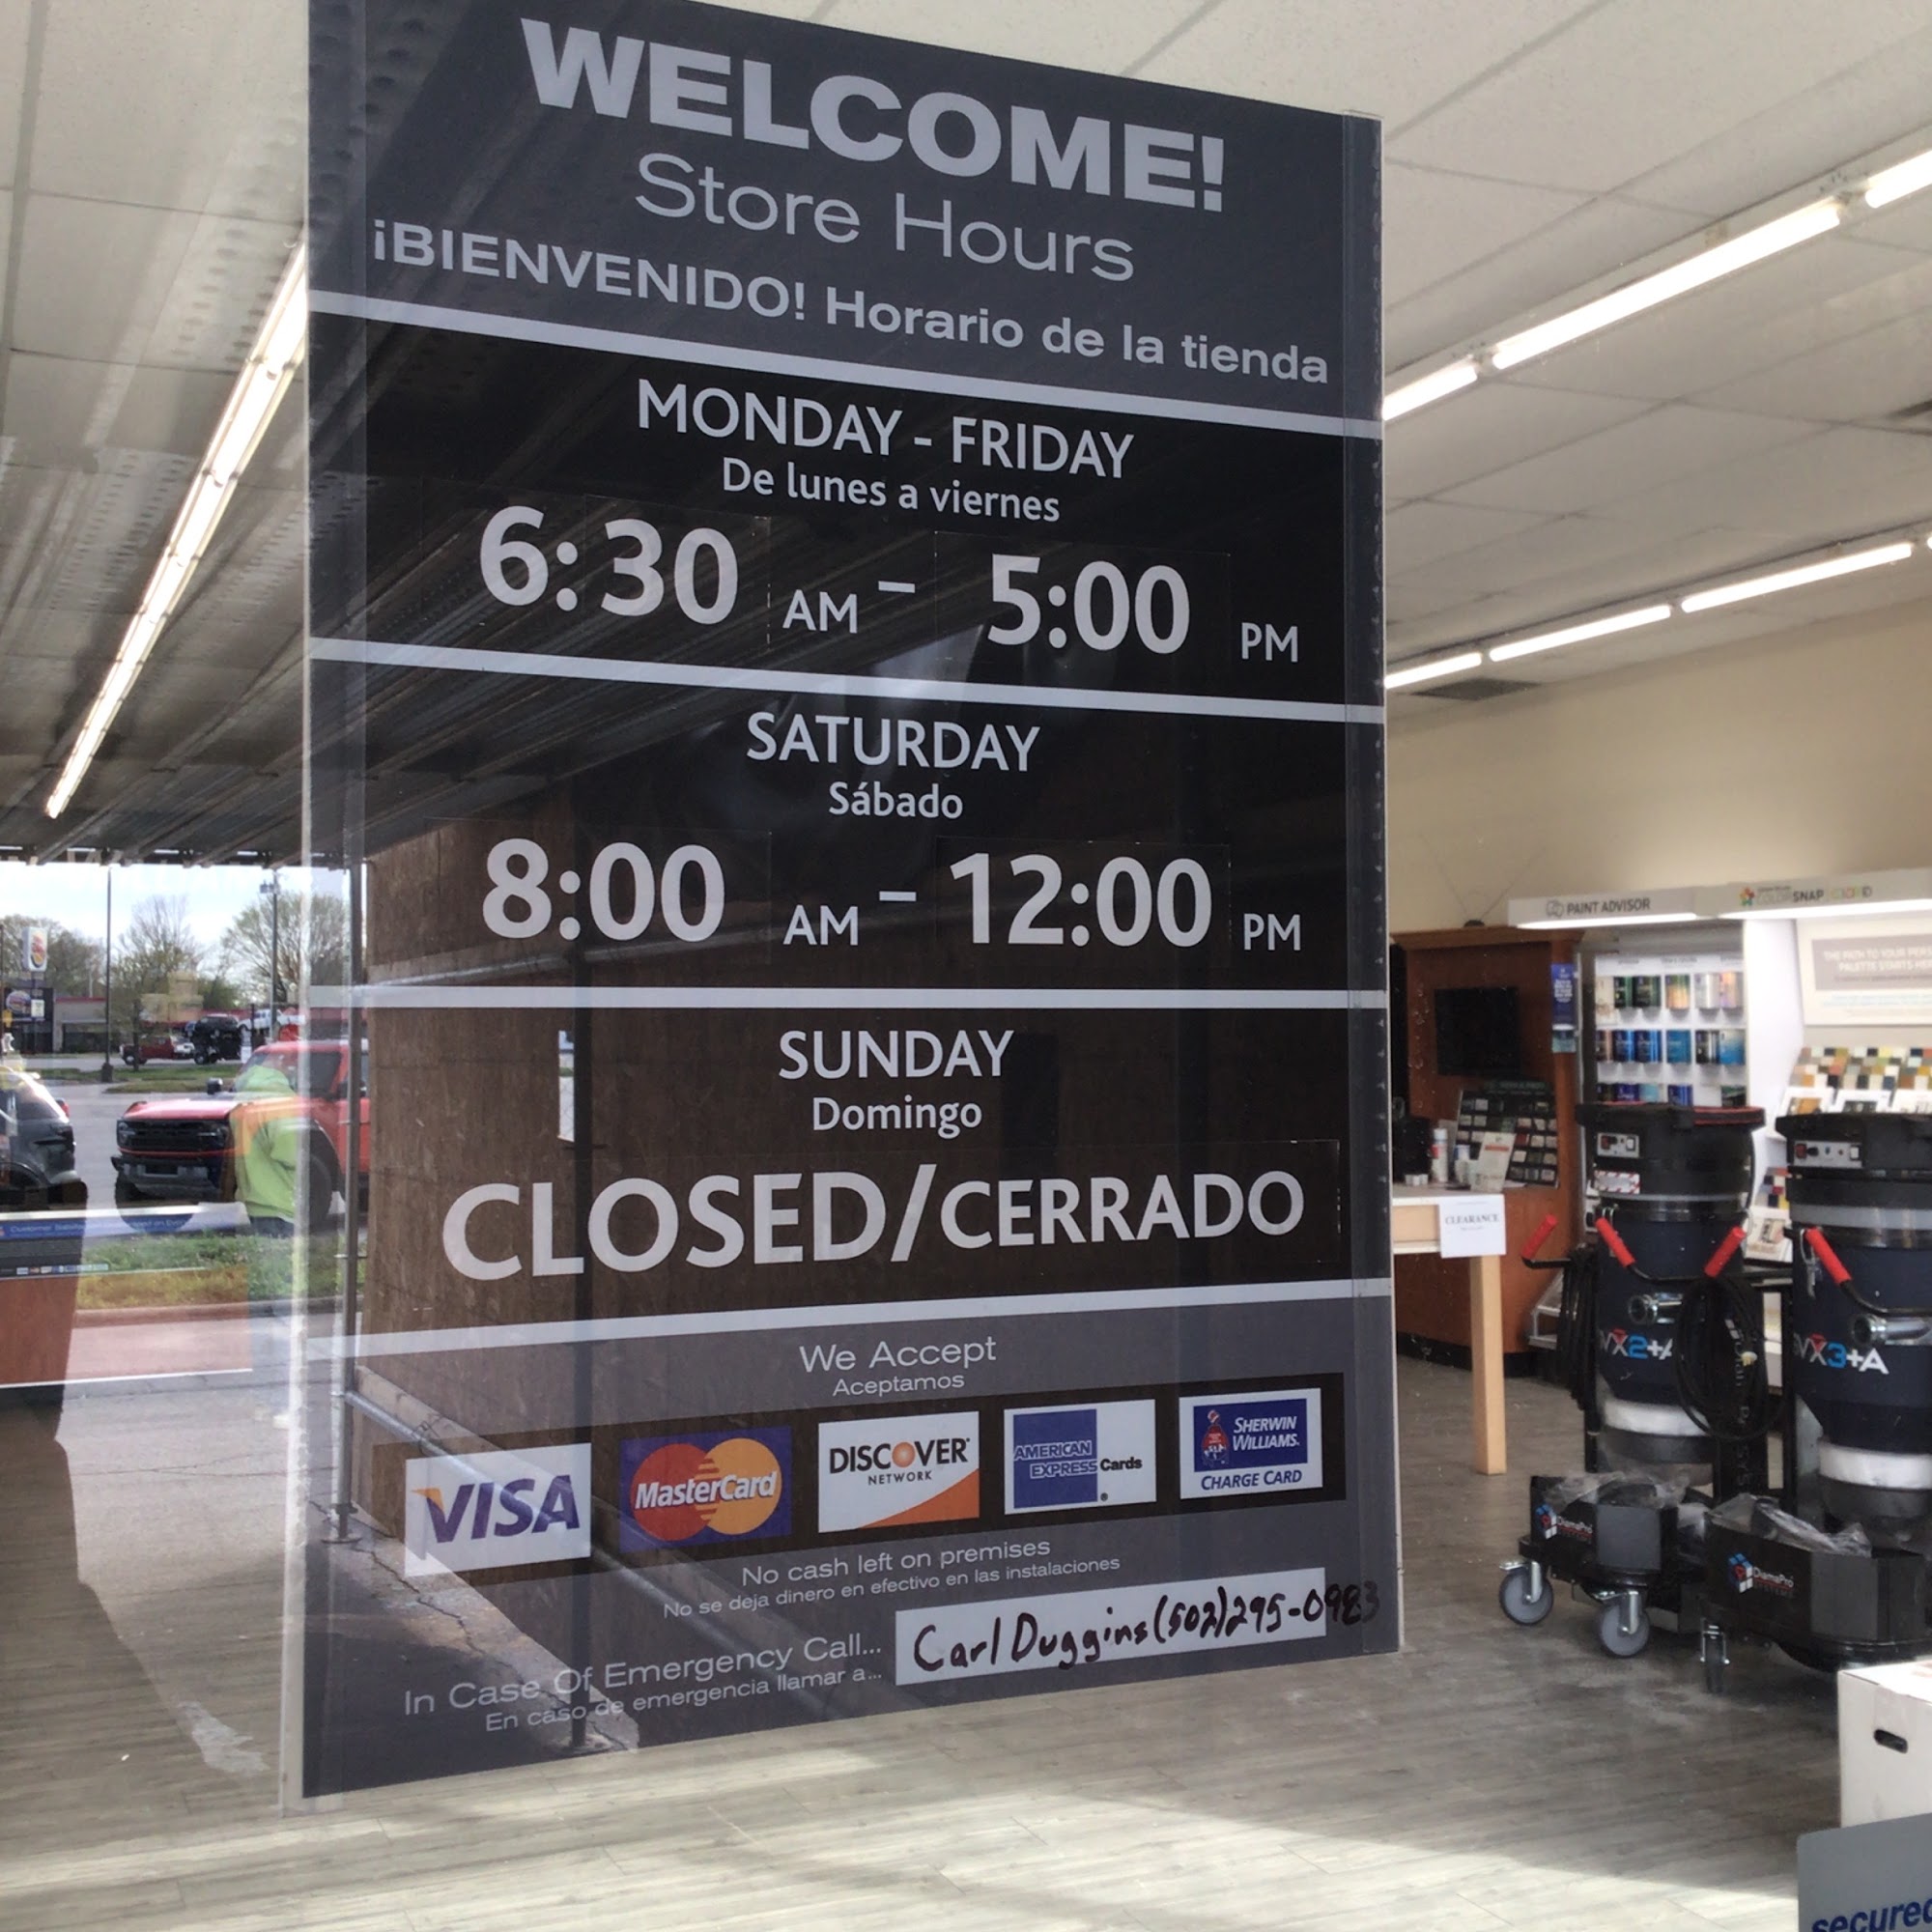 WELCOME!
Store Hours
¡BIENVENIDO! Horario de la tienda
MONDAY - FRIDAY
De lunes a viernes
6:30 AM - 5:00 PM
SATURDAY
Sábado
8:00 AM - 12:00 PM
SUNDAY
Domingo
CLOSED/CERRADO
We Accept
Aceptamos
VISA
MasterCard
DISCOVER
NETWORK
AMERICAN
EXPRESS Cards
SHERWIN
WILLIAMS.
CHARGE CARD
No cash left on premises
No se deja dinero en efectivo en las instalaciones
In Case Of Emergency Call...
En caso de emergencia llamar a...
Carl Duggins (502)295-0983
PAINT ADVISOR
COLORSNAP
CLEARANCE
VX2+A
VX3+A
secured